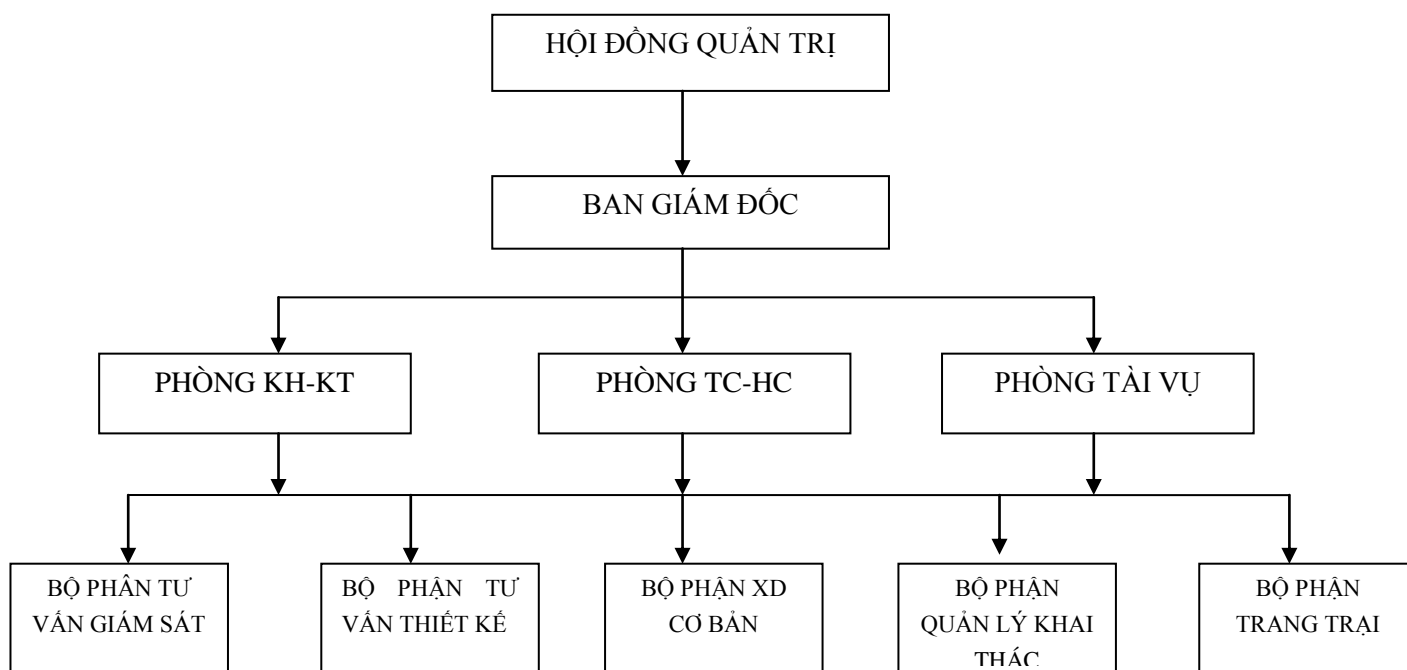 HỘI ĐỒNG QUẢN TRỊ
BAN GIÁM ĐỐC
PHÒNG KH-KT
PHÒNG TC-HC
PHÒNG TÀI VỤ
BỘ PHÂN TƯ
VẤN GIÁM SÁT
BỘ PHẬN TƯ
VẤN THIẾT KẾ
BỘ PHẬN XD
CƠ BẢN
BỘ PHẬN
QUẢN LÝ KHAI
THÁC
BỘ PHẬN
TRANG TRẠI